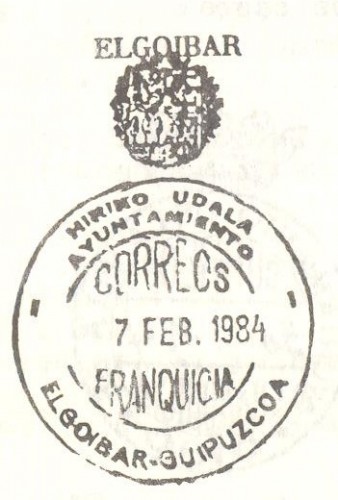 ELGOIBAR
HIRIKO UDALA
AYUNTAMIENTO
CORREOS
7 FEB. 1984
FRANQUICIA
ELGOIBAR-GUIPUZCOA